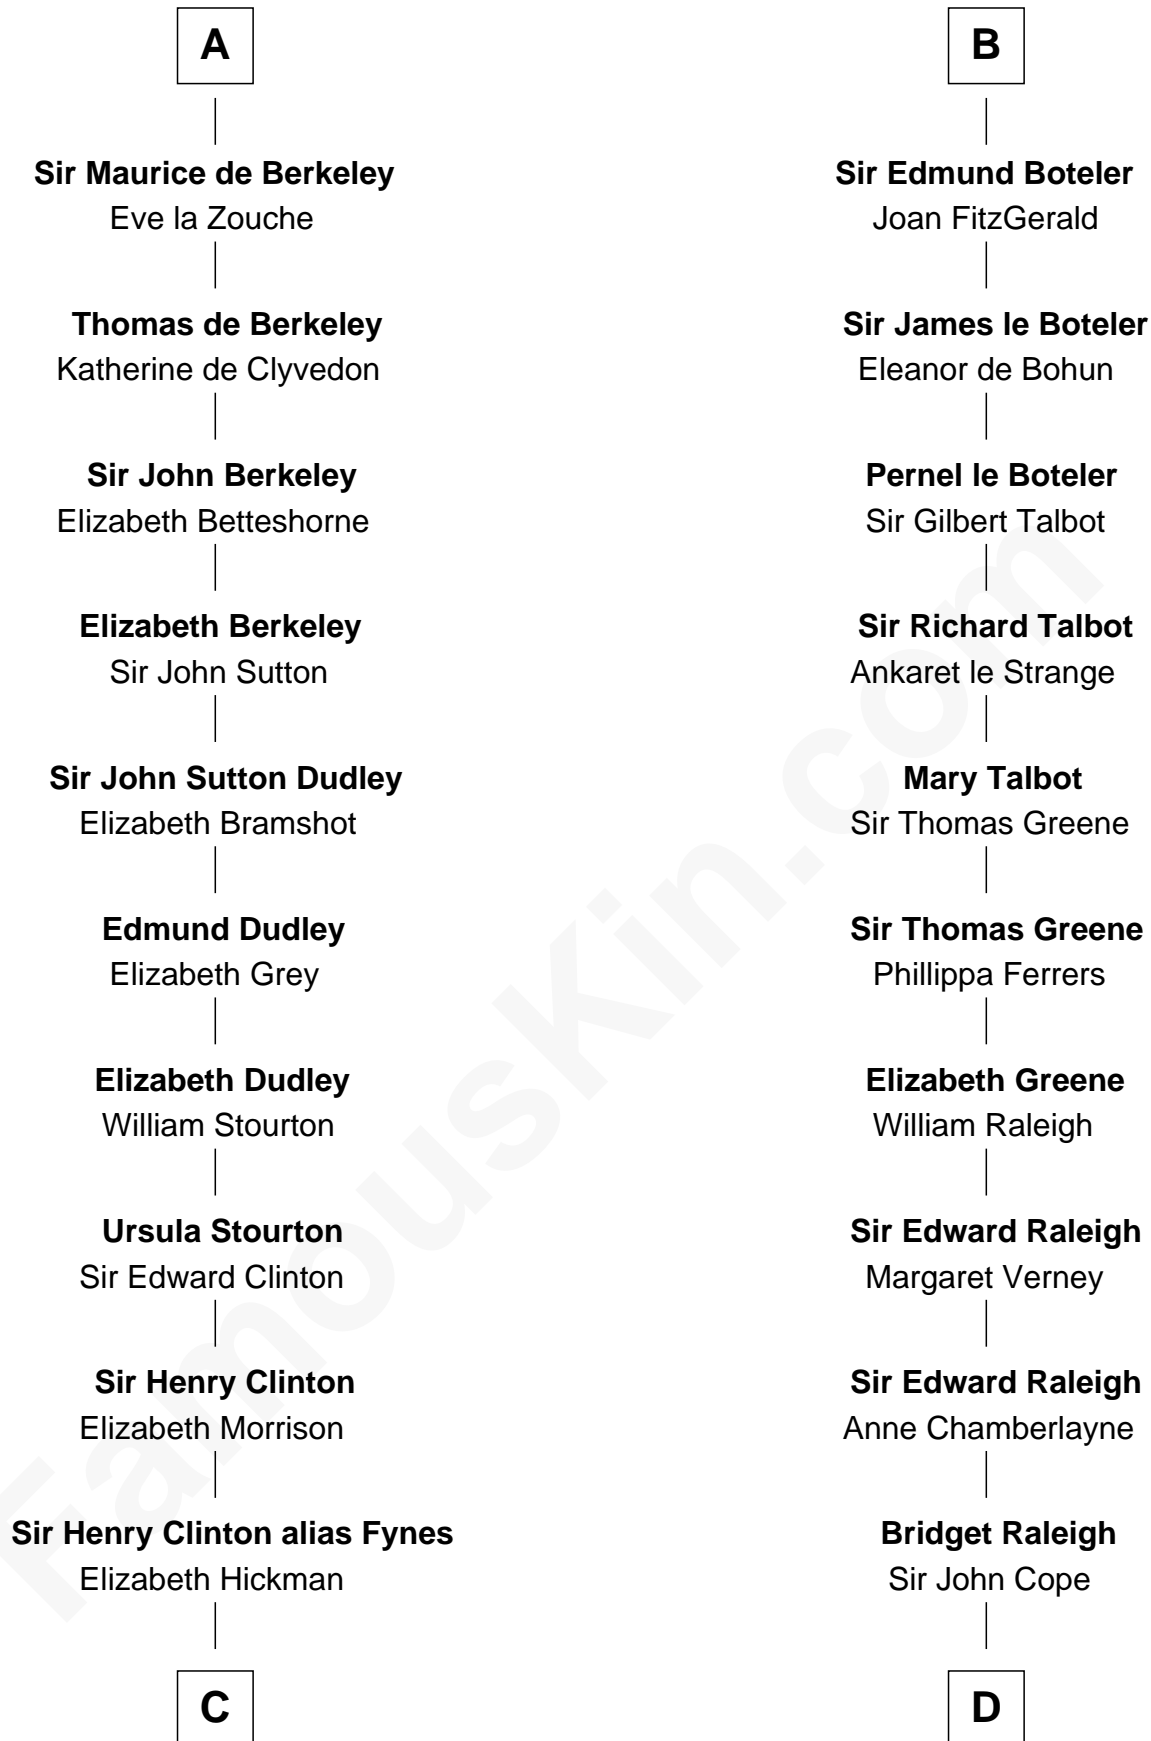 A
Sir Maurice de Berkeley
Eve la Zouche
Thomas de Berkeley
Katherine de Clyvedon
Sir John Berkeley
Elizabeth Betteshorne
Elizabeth Berkeley
Sir John Sutton
Sir John Sutton Dudley
Elizabeth Bramshot
Edmund Dudley
Elizabeth Grey
Elizabeth Dudley
William Stourton
Ursula Stourton
Sir Edward Clinton
Sir Henry Clinton
Elizabeth Morrison
Sir Henry Clinton alias Fynes
Elizabeth Hickman
C
B
Sir Edmund Boteler
Joan FitzGerald
Sir James le Boteler
Eleanor de Bohun
Pernel le Boteler
Sir Gilbert Talbot
Sir Richard Talbot
Ankaret le Strange
Mary Talbot
Sir Thomas Greene
Sir Thomas Greene
Phillippa Ferrers
Elizabeth Greene
William Raleigh
Sir Edward Raleigh
Margaret Verney
Sir Edward Raleigh
Anne Chamberlayne
Bridget Raleigh
Sir John Cope
D
FamousKin.com